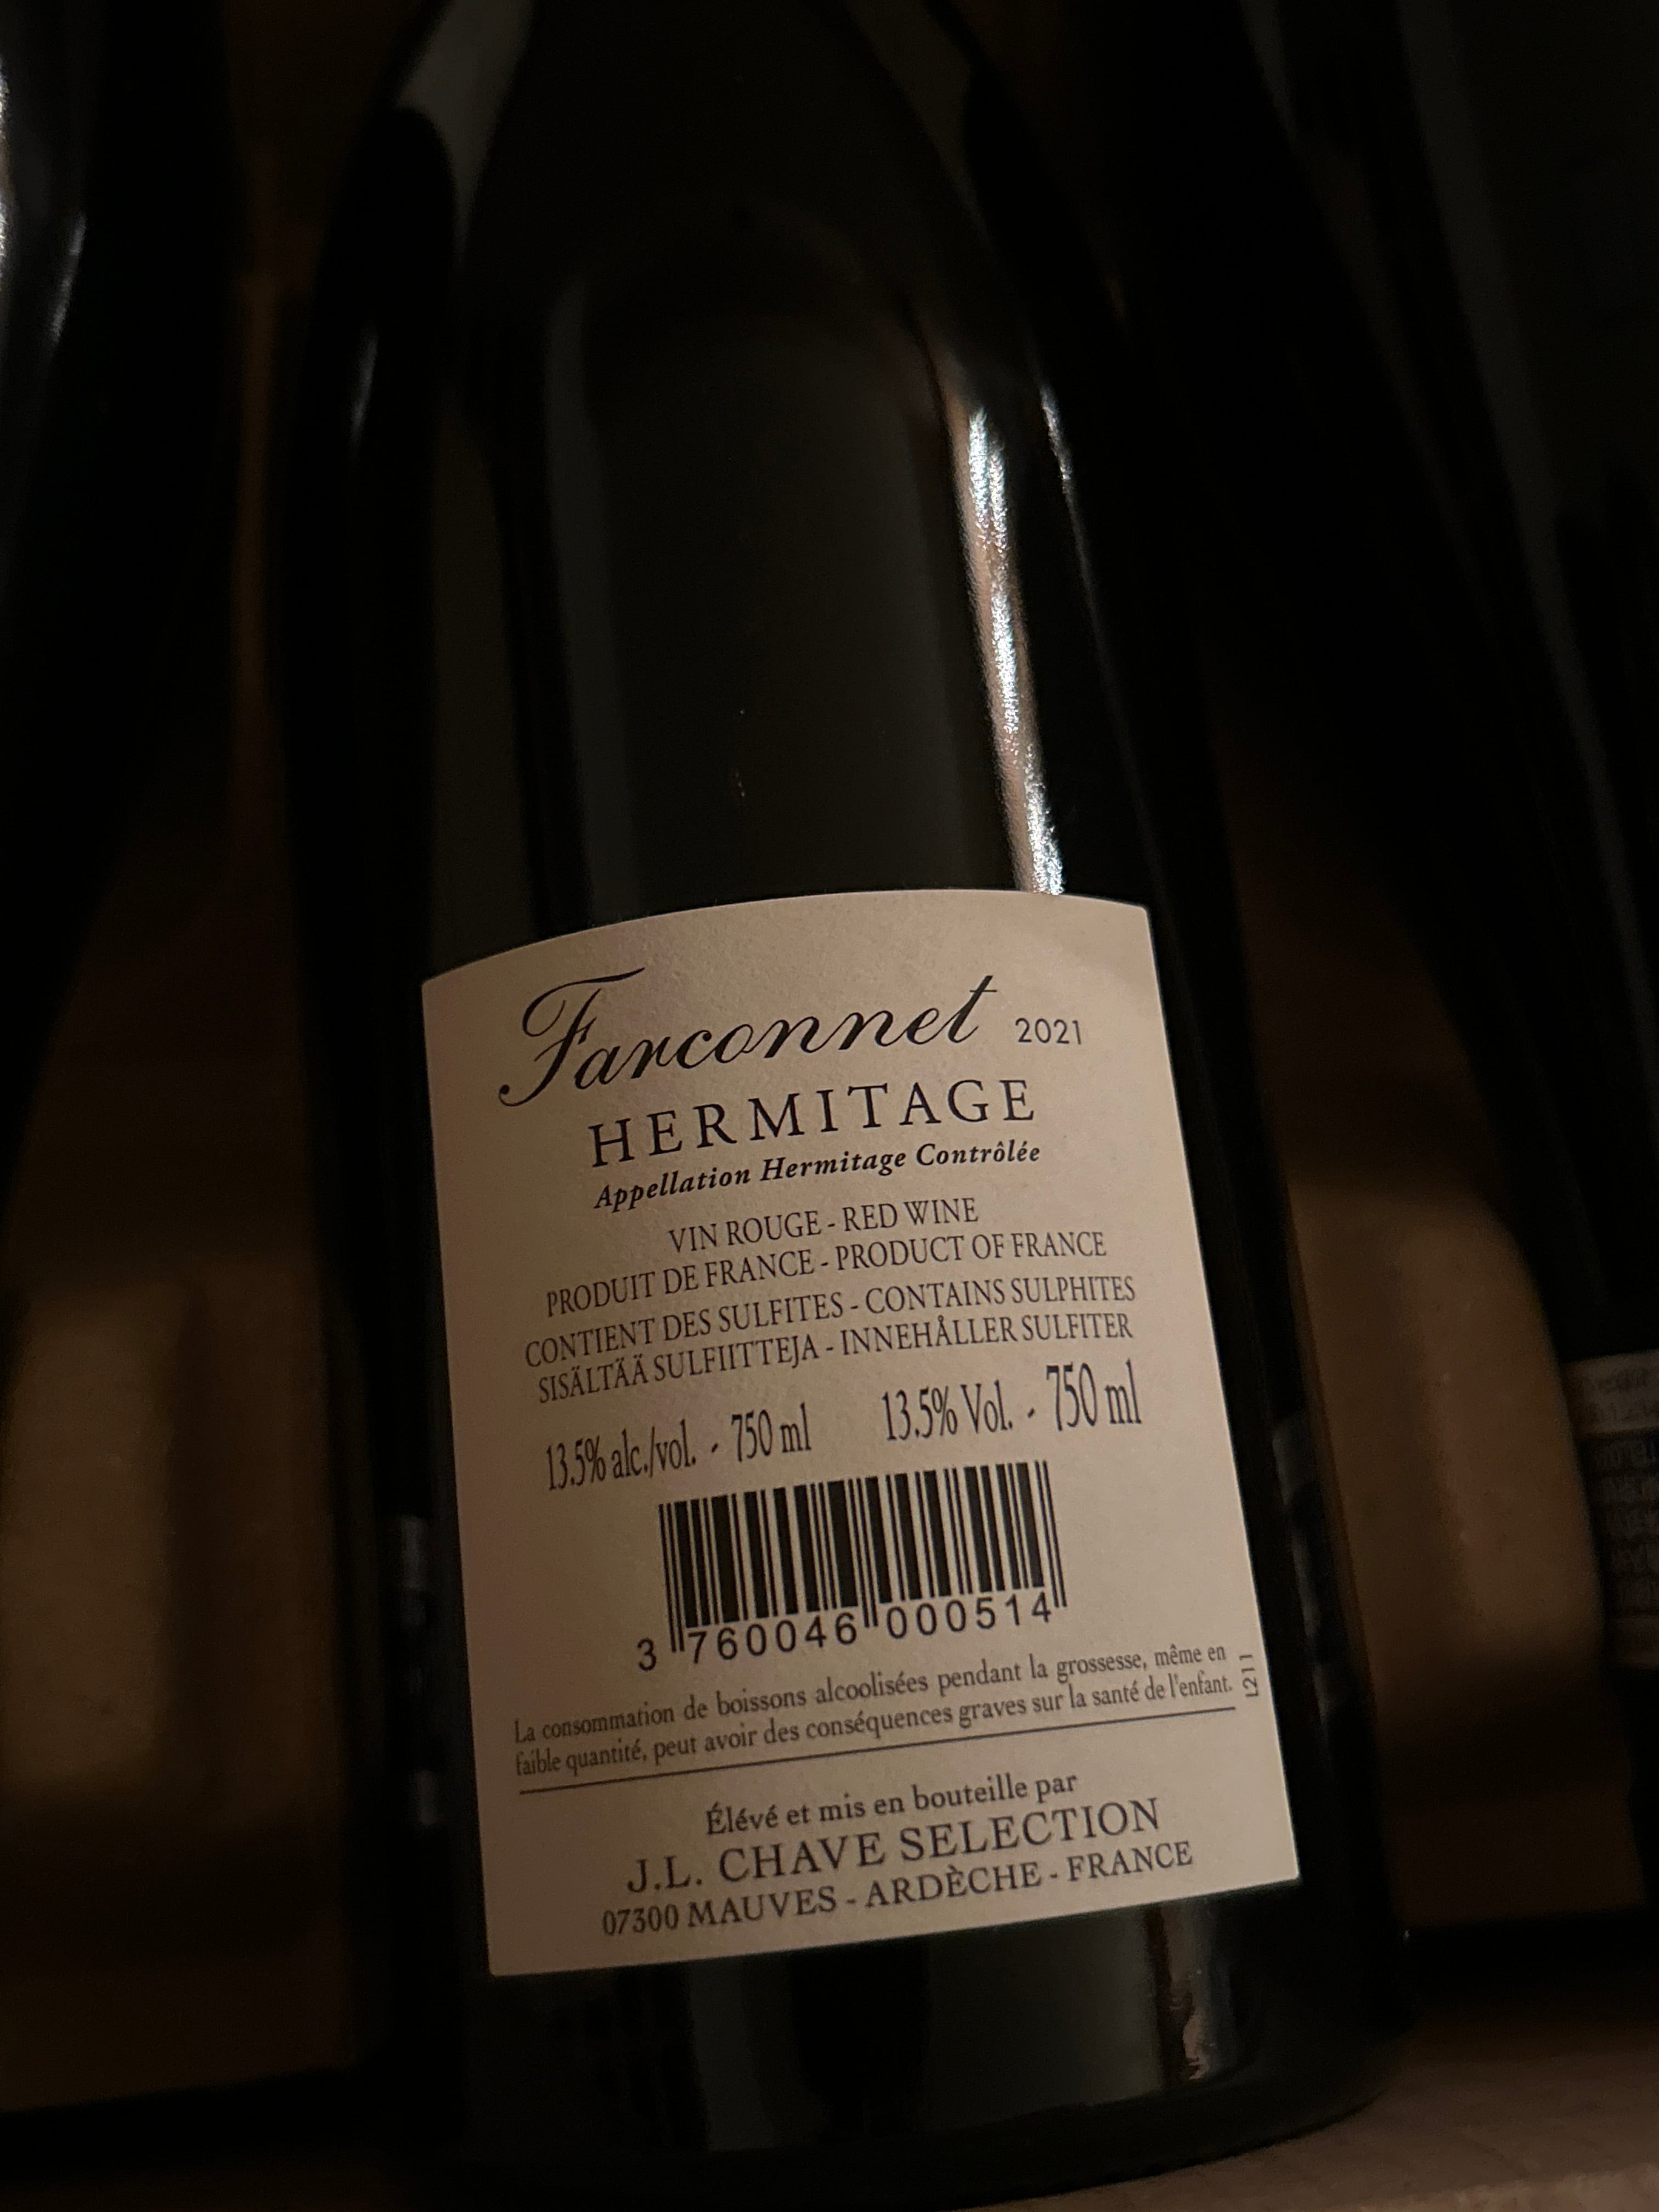 Farconnet 2021
HERMITAGE
Appellation Hermitage Contrôlée
VIN ROUGE - RED WINE
PRODUIT DE FRANCE - PRODUCT OF FRANCE
CONTIENT DES SULFITES - CONTAINS SULPHITES
SISÄLTÄÄ SULFIITTEJA - INNEHÅLLER SULFITER
13.5% alc./vol. - 750 ml 13.5% Vol. - 750 ml
3 760046 000514
La consommation de boissons alcoolisées pendant la grossesse, même en
faible quantité, peut avoir des conséquences graves sur la santé de l'enfant.
L211
Élévé et mis en bouteille par
J.L. CHAVE SELECTION
07300 MAUVES - ARDÈCHE - FRANCE